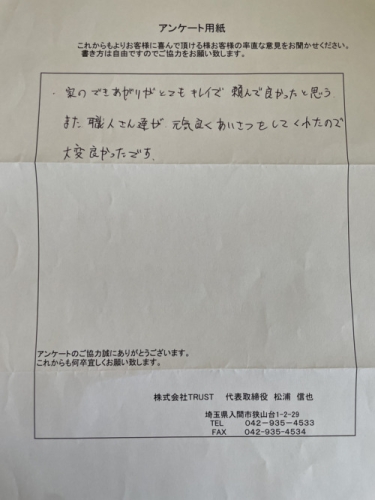 アンケート用紙
これからもよりお客様に喜んで頂ける様お客様の率直な意見をお聞かせください。
書き方は自由ですのでご協力をお願い致します。
・家のできあがりがとてもキレイで 頼んで良かったと思う
また 職人さん達が 元気良くあいさつをしてくれたので
大変良かったです。
アンケートのご協力誠にありがとうございます。
これからも何卒宜しくお願い致します。
株式会社TRUST 代表取締役 松浦 信也
埼玉県入間市狭山台1-2-29
TEL 042-935-4533
FAX 042-935-4534